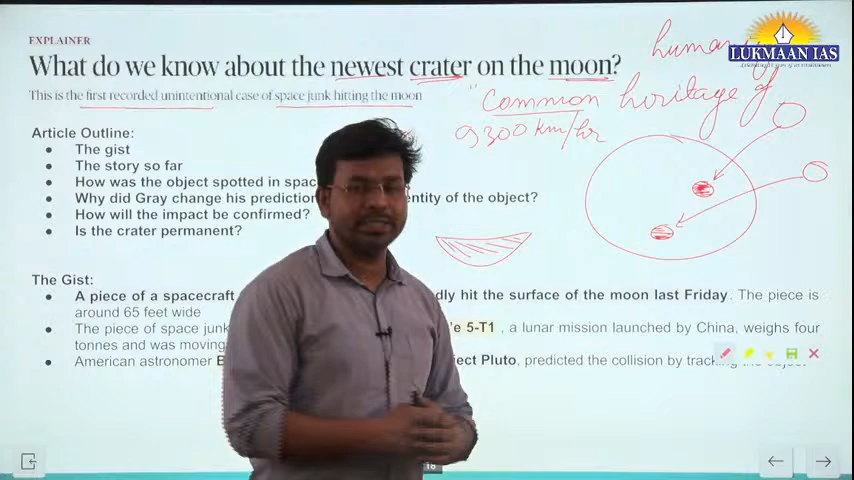 EXPLAINER
What do we know about the newest crater on the moon?
This is the first recorded unintentional case of space junk hitting the moon
LUKMAAN IAS
human
"Common heritage of
9300 km/hr
Article Outline:
• The gist
• The story so far
• How was the object spotted in spac
• Why did Gray change his prediction entity of the object?
• How will the impact be confirmed?
• Is the crater permanent?
The Gist:
• A piece of a spacecraft dly hit the surface of the moon last Friday. The piece is
around 65 feet wide
• The piece of space junk e 5-T1 , a lunar mission launched by China, weighs four
tonnes and was moving
• American astronomer B ject Pluto, predicted the collision by tracking the object
18